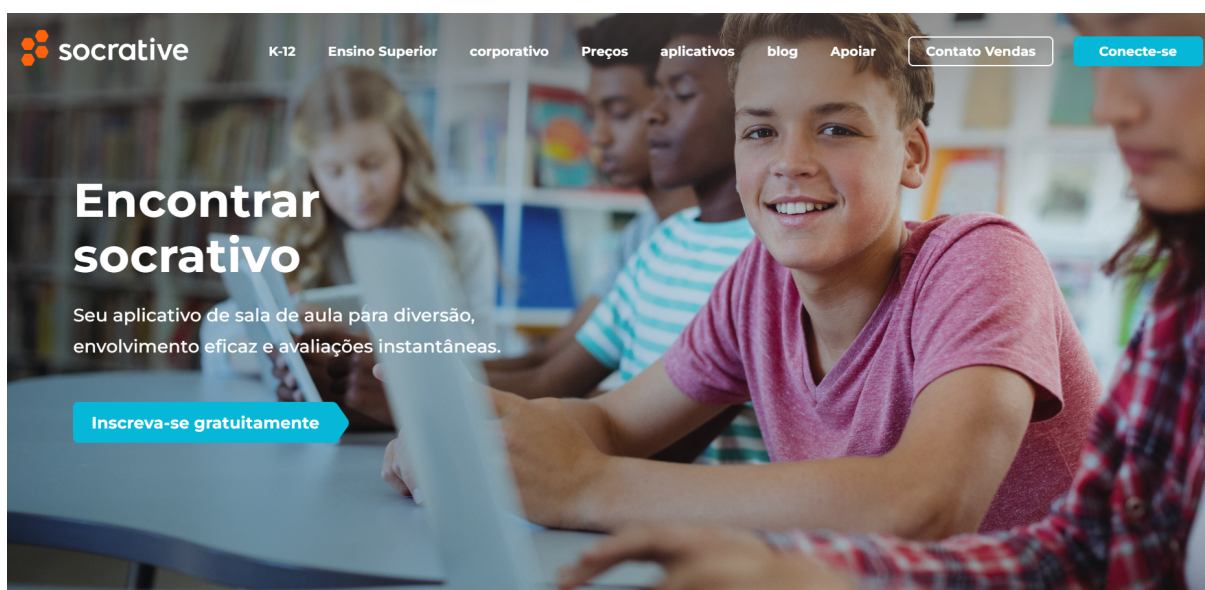 socrative
K-12
Ensino Superior
corporativo
Preços
aplicativos
blog
Apoiar
Contato Vendas
Conecte-se
Encontrar
socrativo
Seu aplicativo de sala de aula para diversão,
envolvimento eficaz e avaliações instantâneas.
Inscreva-se gratuitamente